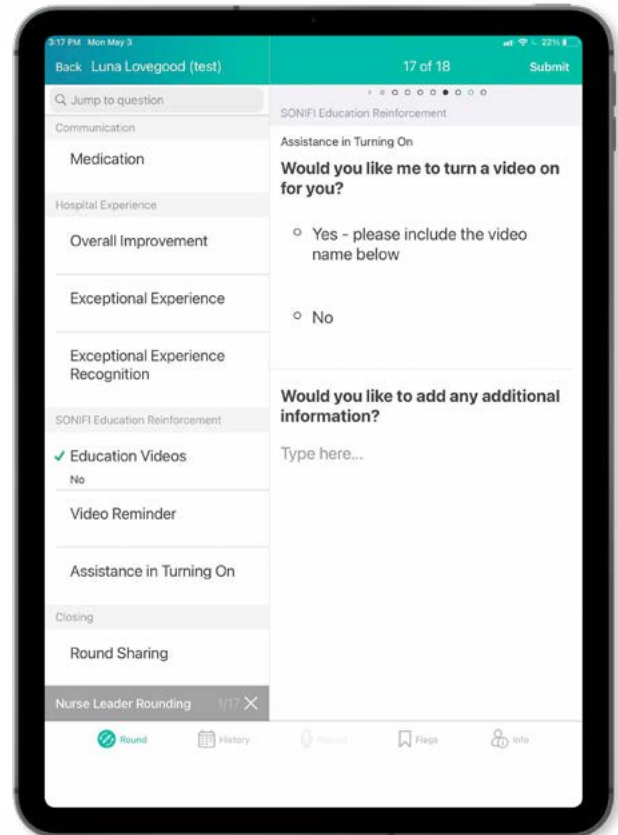 3:17 PM Mon May 3
22%
Back Luna Lovegood (test)
17 of 18
Submit
Jump to question
Communication
Medication
Hospital Experience
Overall Improvement
Exceptional Experience
Exceptional Experience
Recognition
SONIFI Education Reinforcement
Education Videos
No
Video Reminder
Assistance in Turning On
Closing
Round Sharing
Nurse Leader Rounding 1/17
SONIFI Education Reinforcement
Assistance in Turning On
Would you like me to turn a video on
for you?
Yes - please include the video
name below
No
Would you like to add any additional
information?
Type here...
Round
History
Flags
Info